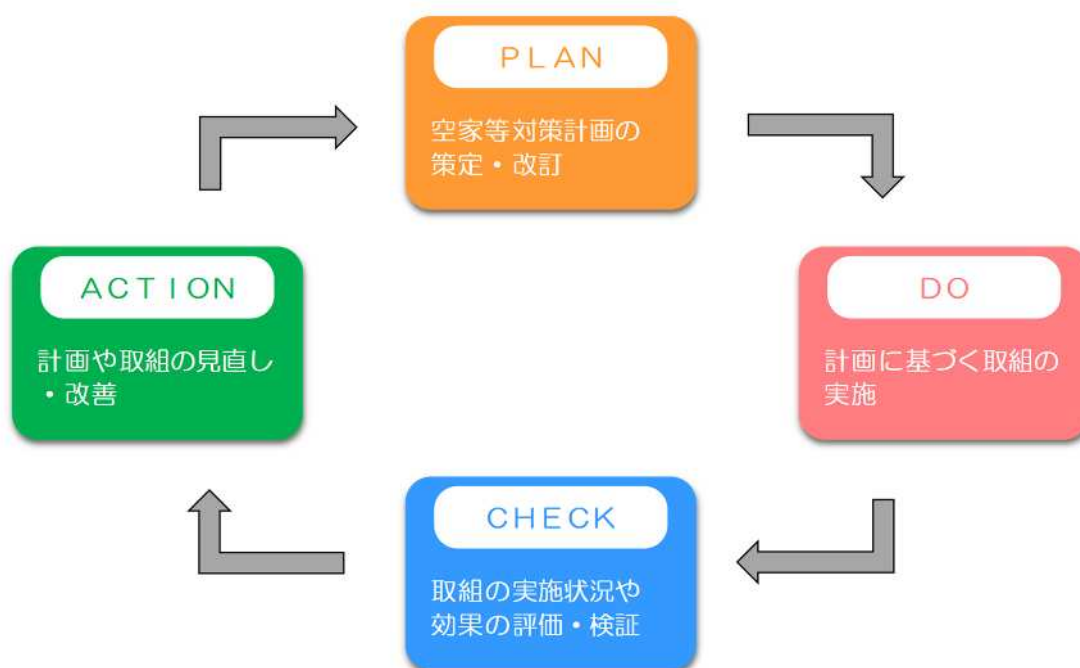 PLAN
空家等対策計画の
策定・改訂
ACTION
計画や取組の見直し
・改善
DO
計画に基づく取組の
実施
CHECK
取組の実施状況や
効果の評価・検証